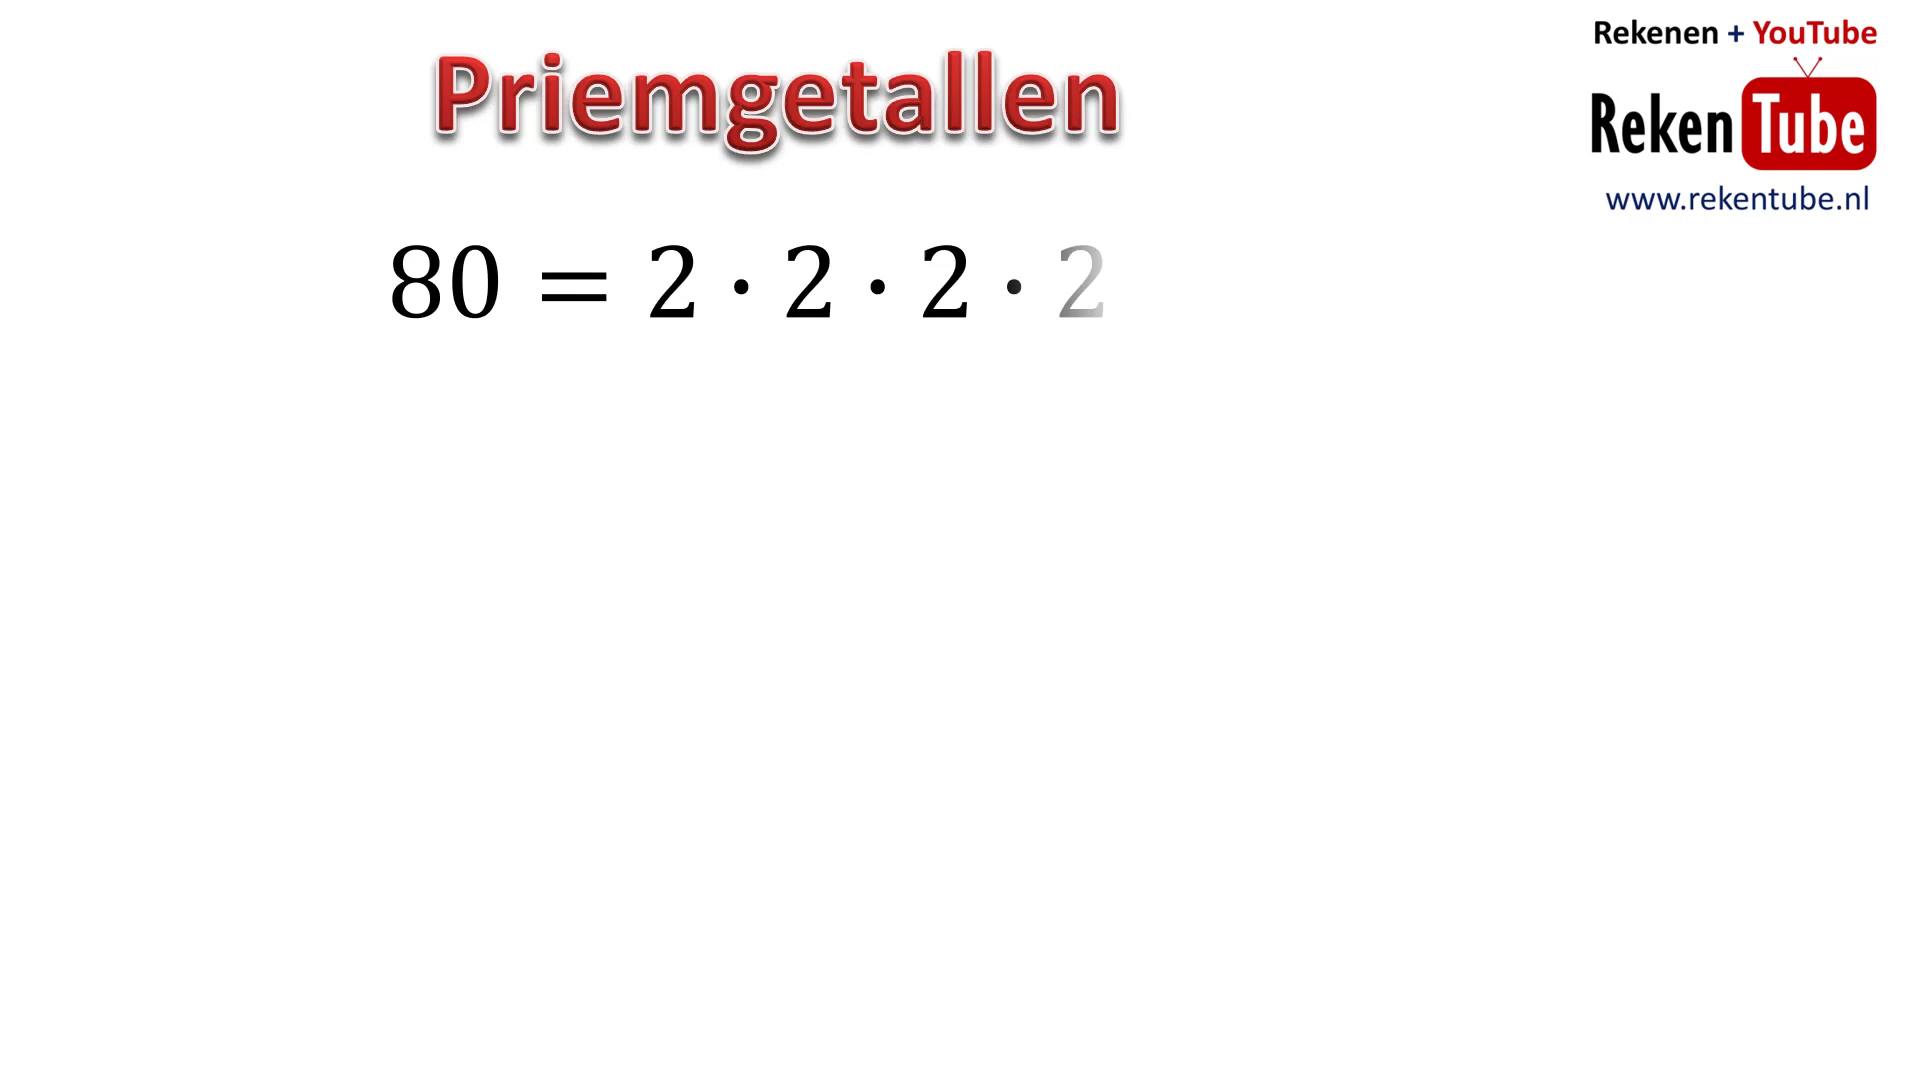 Priemgetallen
Rekenen + YouTube
Reken Tube
www.rekentube.nl
80 = 2 · 2 · 2 · 2